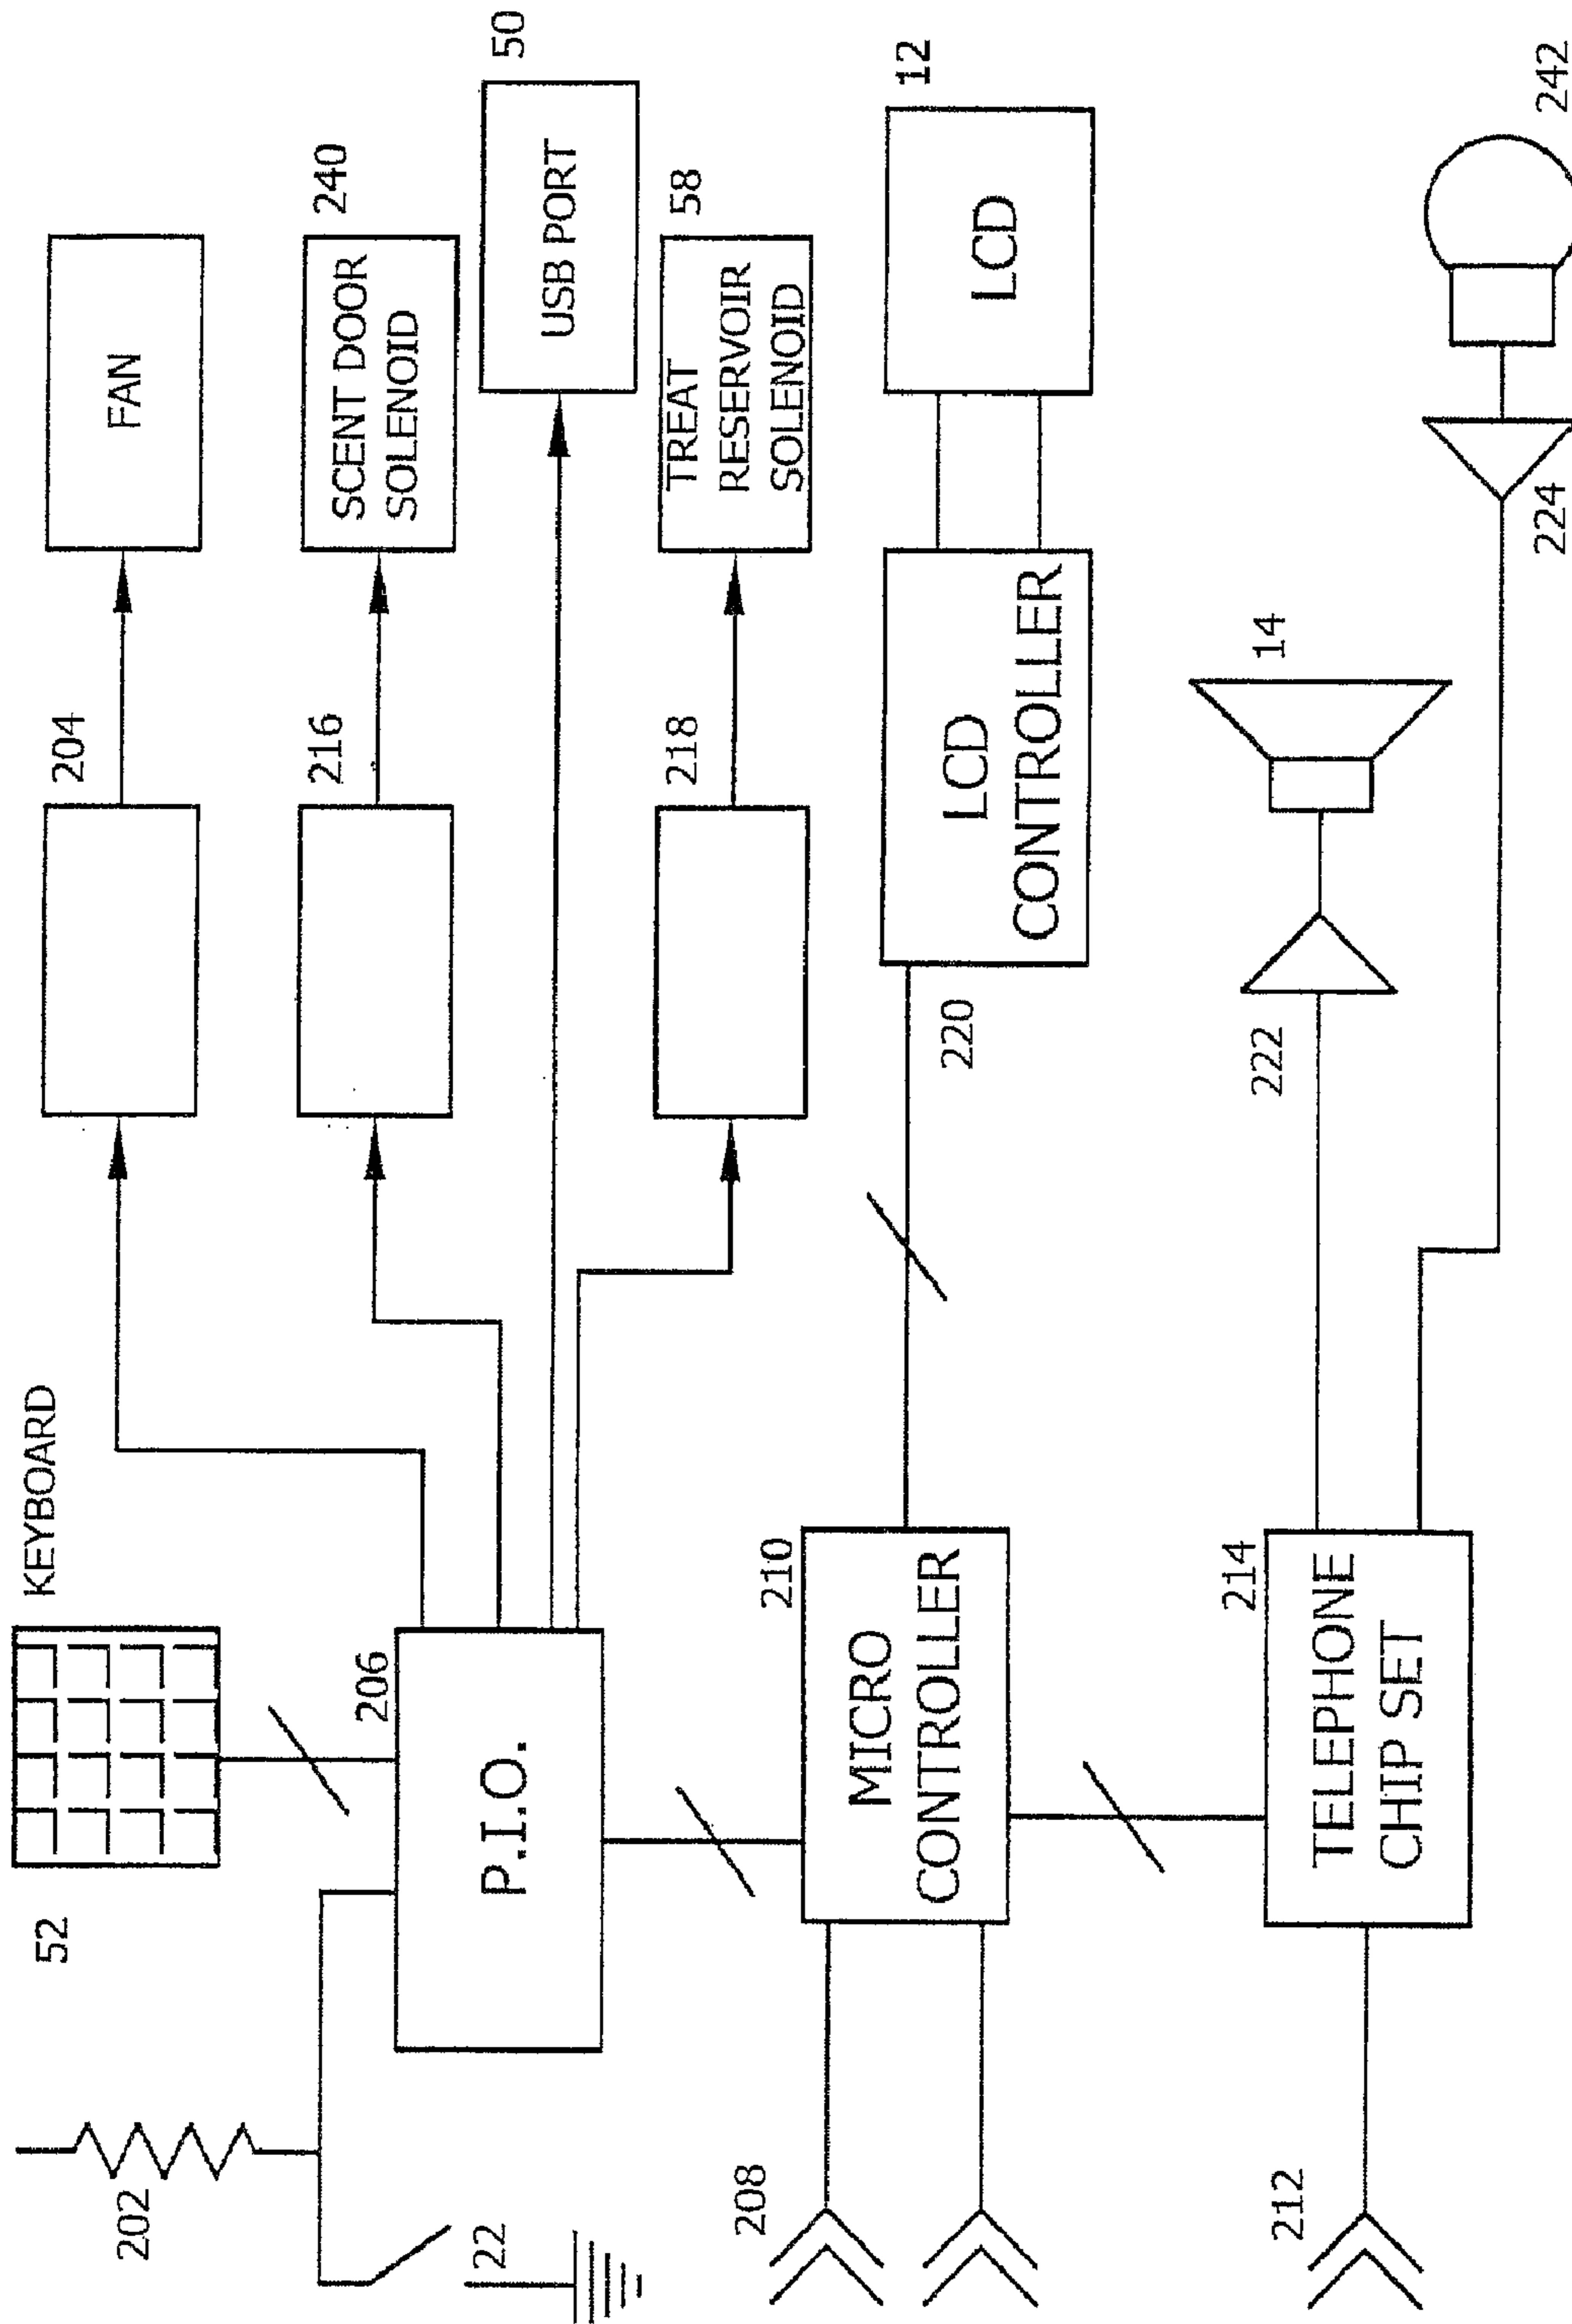 KEYBOARD
52
202
22
204
FAN
206
P.I.O.
216
SCENT DOOR
SOLENOID
240
USB PORT
50
218
TREAT
RESERVOIR
SOLENOID
58
208
210
MICRO
CONTROLLER
220
LCD
CONTROLLER
LCD
12
212
214
TELEPHONE
CHIP SET
222
14
224
242